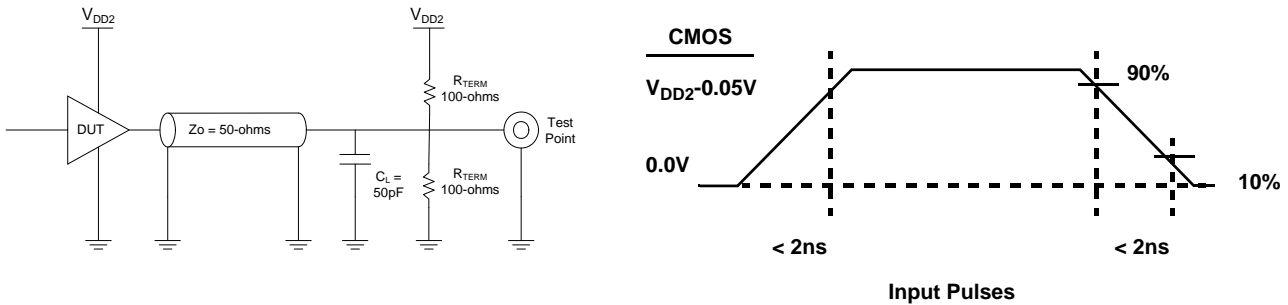 VDD2
VDD2
RTERM
100-ohms
DUT
Zo = 50-ohms
Test
Point
CL =
50pF
RTERM
100-ohms
CMOS
VDD2-0.05V
90%
0.0V
10%
< 2ns
< 2ns
Input Pulses